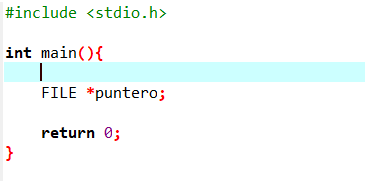 #include <stdio.h>
int main(){
FILE *puntero;
return 0;
}